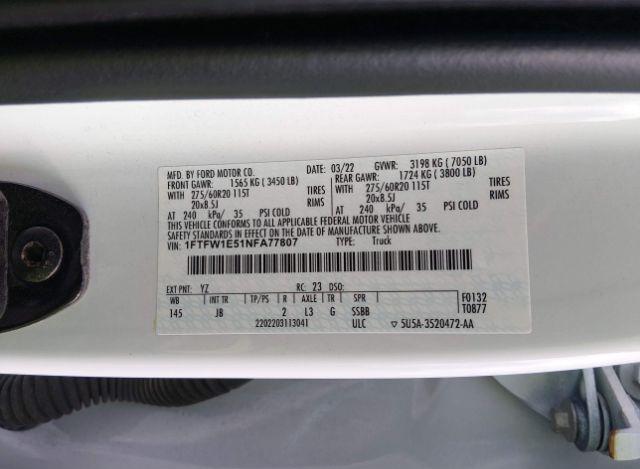 MFD. BY FORD MOTOR CO. DATE: 03/22 GVWR: 3198 KG ( 7050 LB)
FRONT GAWR: 1565 KG ( 3450 LB) REAR GAWR: 1724 KG ( 3800 LB)
WITH 275/60R20 115T TIRES WITH 275/60R20 115T TIRES
20x8.5J RIMS 20x8.5J RIMS
AT 240 kPa/ 35 PSI COLD AT 240 kPa/ 35 PSI COLD
THIS VEHICLE CONFORMS TO ALL APPLICABLE FEDERAL MOTOR VEHICLE
SAFETY STANDARDS IN EFFECT ON THE DATE OF MANUFACTURE SHOWN ABOVE.
VIN: 1FTFW1E51NFA77807 TYPE: Truck
EXT PNT: YZ RC: 23 DSO:
WB INT TR TP/PS R AXLE TR SPR F0132
145 JB 2 L3 G SSBB T0877
2202203113041 ULC ▽ 5U5A-3520472-AA